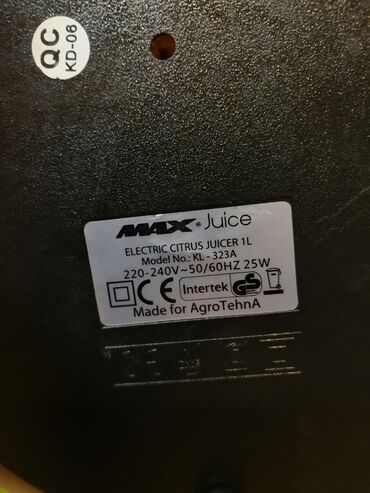 QC
KD-06
MAX® Juice
ELECTRIC CITRUS JUICER 1L
Model No.: KL - 323A
220-240V~50/60HZ 25W
CE Intertek GS
Made for AgroTehnA